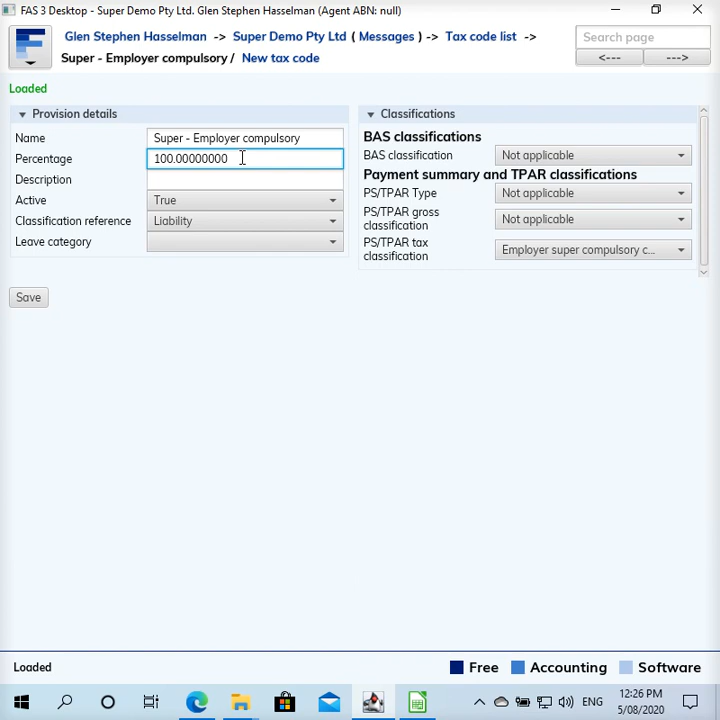 FAS 3 Desktop - Super Demo Pty Ltd. Glen Stephen Hasselman (Agent ABN: null)
Glen Stephen Hasselman -> Super Demo Pty Ltd ( Messages ) -> Tax code list ->
Super - Employer compulsory / New tax code
Search page
<--- --->
Loaded
Provision details
Name Super - Employer compulsory
Percentage 100.00000000
Description
Active True
Classification reference Liability
Leave category
Save
Classifications
BAS classifications
BAS classification Not applicable
Payment summary and TPAR classifications
PS/TPAR Type Not applicable
PS/TPAR gross
classification Not applicable
PS/TPAR tax
classification Employer super compulsory c...
Loaded
Free Accounting Software
ENG
12:26 PM
5/08/2020